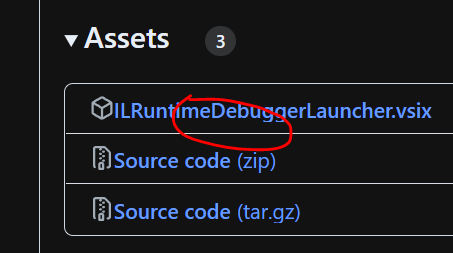 Assets 3
ILRuntimeDebuggerLauncher.vsix
Source code (zip)
Source code (tar.gz)